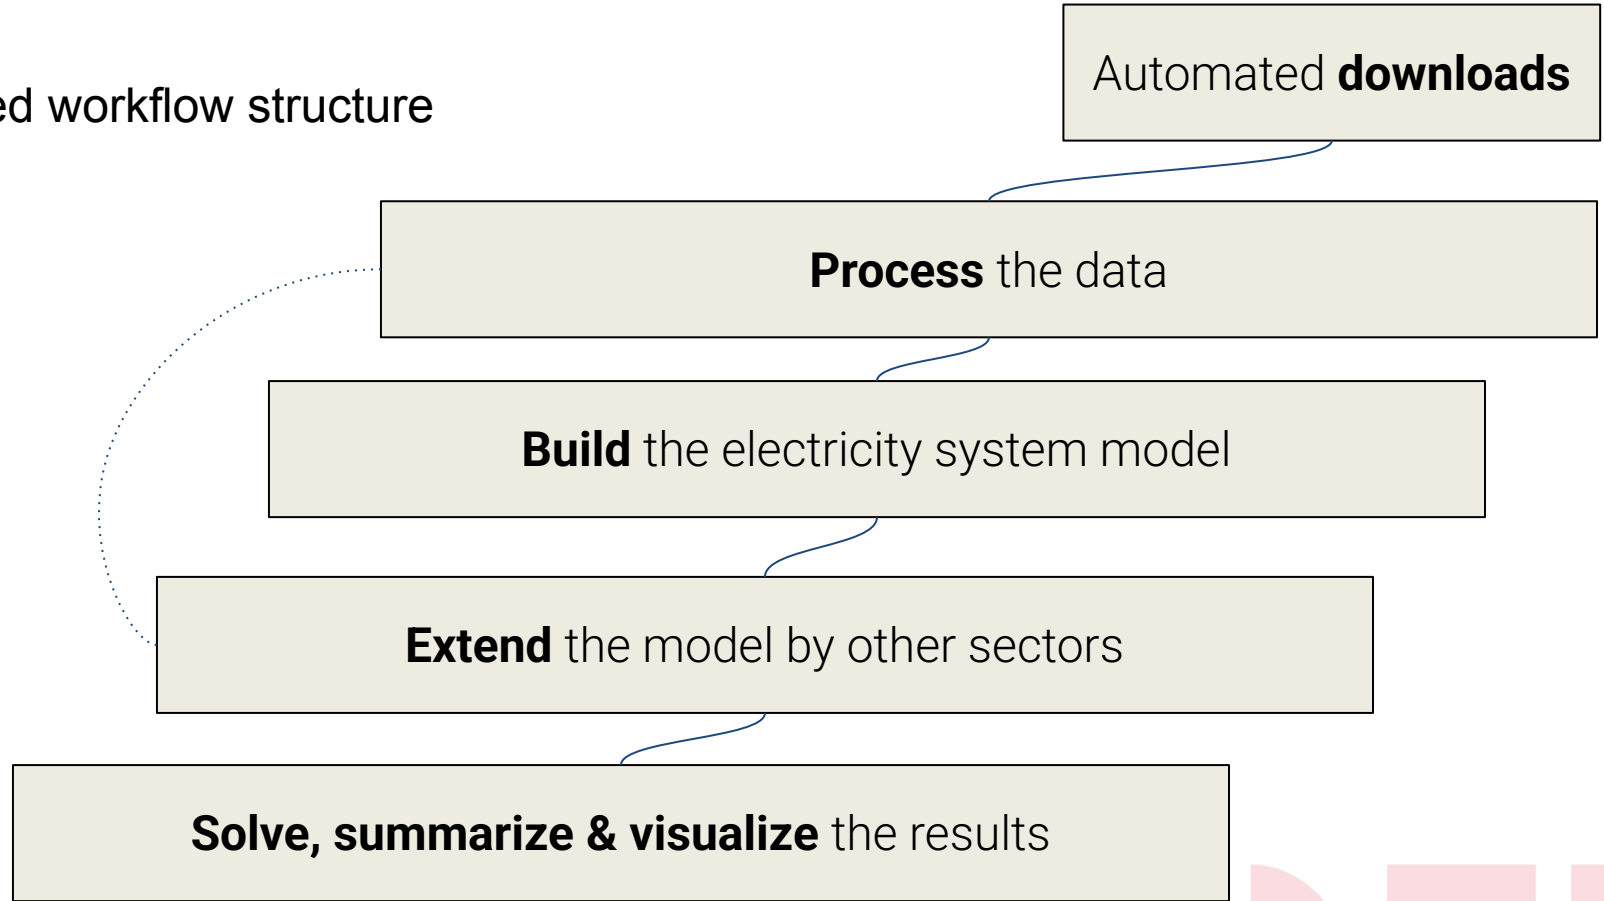 Automated downloads
ed workflow structure
Process the data
Build the electricity system model
Extend the model by other sectors
Solve, summarize & visualize the results